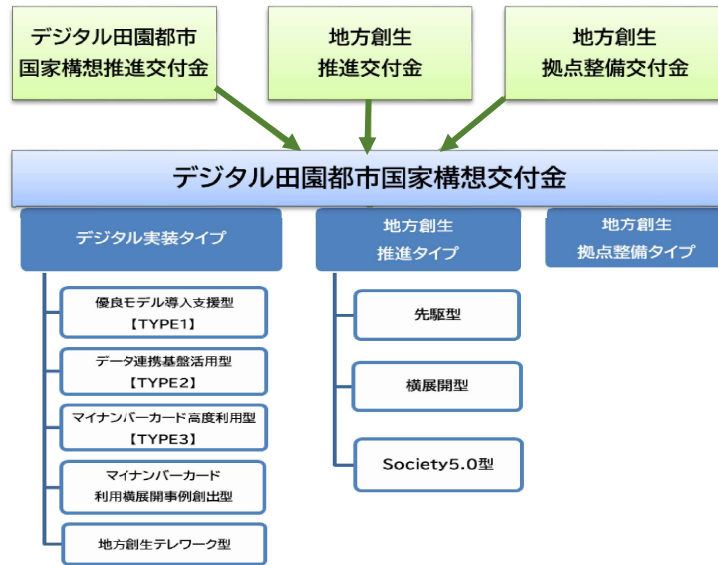 デジタル田園都市
国家構想推進交付金
地方創生
推進交付金
地方創生
拠点整備交付金
デジタル田園都市国家構想交付金
デジタル実装タイプ
優良モデル導入支援型
【TYPE1】
データ連携基盤活用型
【TYPE2】
マイナンバーカード高度利用型
【TYPE3】
マイナンバーカード
利用横展開事例創出型
地方創生テレワーク型
地方創生
推進タイプ
先駆型
横展開型
Society5.0型
地方創生
拠点整備タイプ